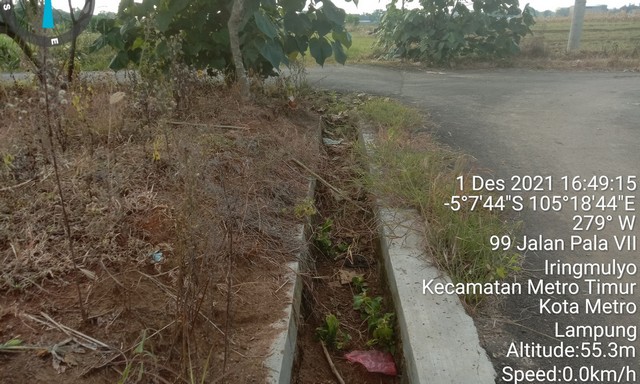 S
E
1 Des 2021 16:49:15
-5°7'44"S 105°18'44"E
279° W
99 Jalan Pala VII
Iringmulyo
Kecamatan Metro Timur
Kota Metro
Lampung
Altitude:55.3m
Speed:0.0km/h